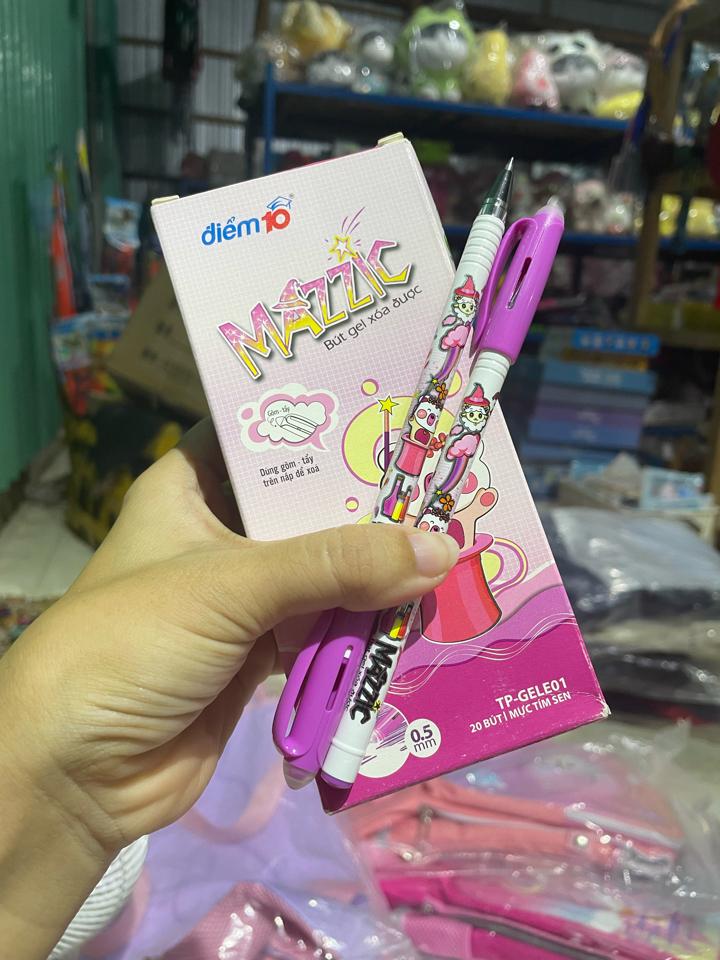 điểm10
MAZZIC
Bút gel xóa được
Gôm - tẩy
Dùng gôm - tẩy
trên nắp để xoá
MAZZIC
0.5
mm
TP-GELE01
20 BÚT | MỰC TÍM SEN